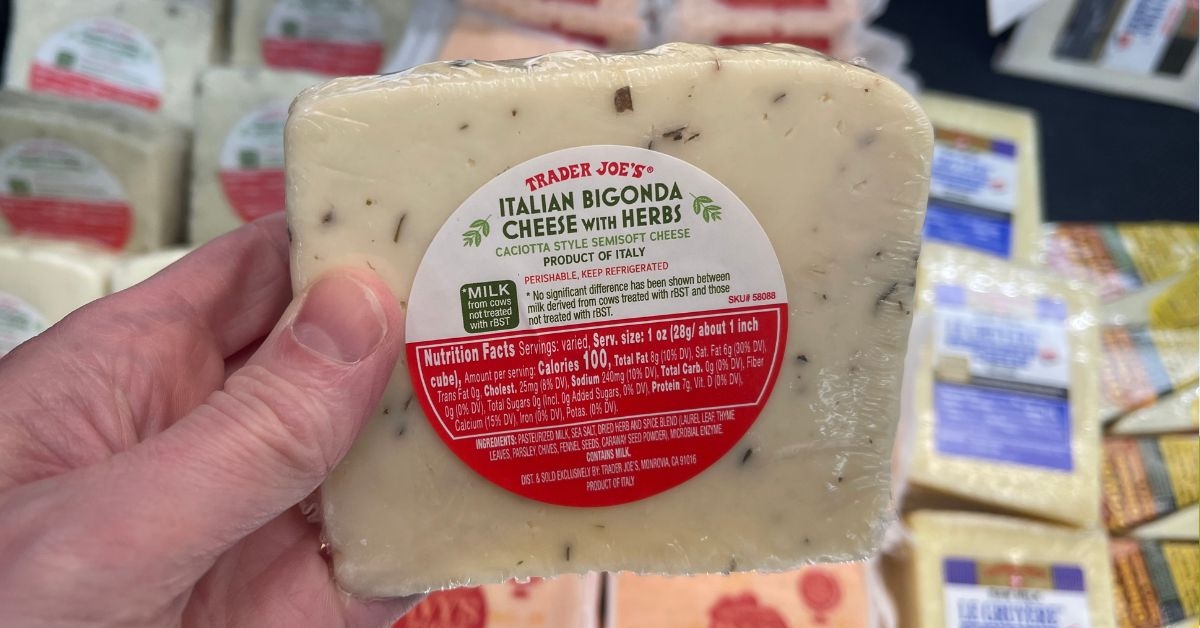 TRADER JOE'S®
ITALIAN BIGONDA
CHEESE WITH HERBS
CACIOTTA STYLE SEMISOFT CHEESE
PRODUCT OF ITALY
PERISHABLE, KEEP REFRIGERATED
*MILK
from cows
not treated
with rBST
* No significant difference has been shown between
milk derived from cows treated with rBST and those
not treated with rBST.
SKU# 58088
Nutrition Facts Servings: varied, Serv. size: 1 oz (28g/ about 1 inch
cube), Amount per serving: Calories 100, Total Fat 8g (10% DV), Sat. Fat 6g (30% DV),
Trans Fat 0g, Cholest. 25mg (8% DV), Sodium 240mg (10% DV), Total Carb. 0g (0% DV), Fiber
0g (0% DV), Total Sugars 0g (Incl. 0g Added Sugars, 0% DV), Protein 7g, Vit. D (0% DV),
Calcium (15% DV), Iron (0% DV), Potas. (0% DV).
INGREDIENTS: PASTEURIZED MILK, SEA SALT, DRIED HERB AND SPICE BLEND (LAUREL LEAF, THYME
LEAVES, PARSLEY, CHIVES, FENNEL SEEDS, CARAWAY SEED POWDER), MICROBIAL ENZYME.
CONTAINS MILK.
DIST. & SOLD EXCLUSIVELY BY: TRADER JOE'S, MONROVIA, CA 91016
PRODUCT OF ITALY
LE GRUYÈRE